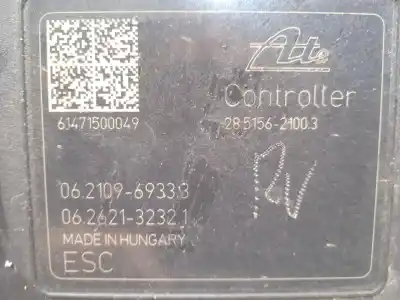 Ate
Controller
61471500049
28.5156-2100.3
06.2109-6933.3
06.2621-3232.1
MADE IN HUNGARY
ESC